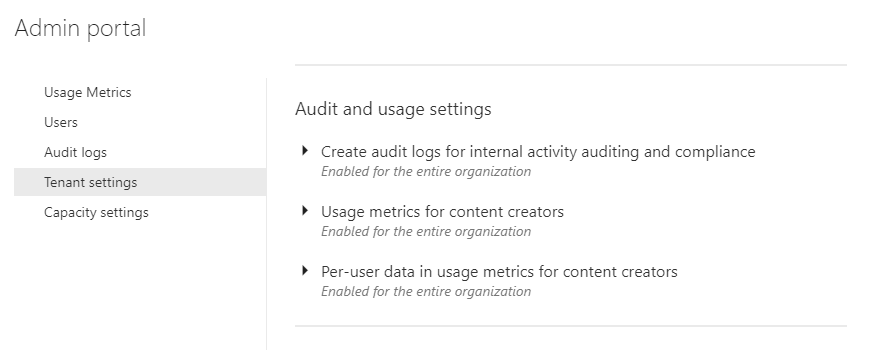 Admin portal
Usage Metrics
Users
Audit logs
Tenant settings
Capacity settings
Audit and usage settings
Create audit logs for internal activity auditing and compliance
Enabled for the entire organization
Usage metrics for content creators
Enabled for the entire organization
Per-user data in usage metrics for content creators
Enabled for the entire organization